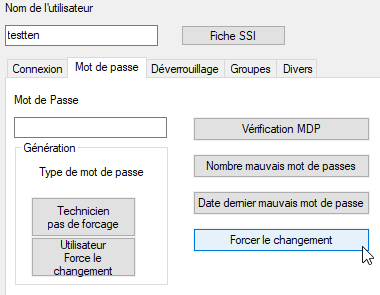 Nom de l'utilisateur
testten
Fiche SSI
Connexion Mot de passe Déverrouillage Groupes Divers
Mot de Passe
Vérification MDP
Génération
Type de mot de passe
Nombre mauvais mot de passes
Technicien
pas de forcage
Date dernier mauvais mot de passe
Utilisateur
Force le
changement
Forcer le changement